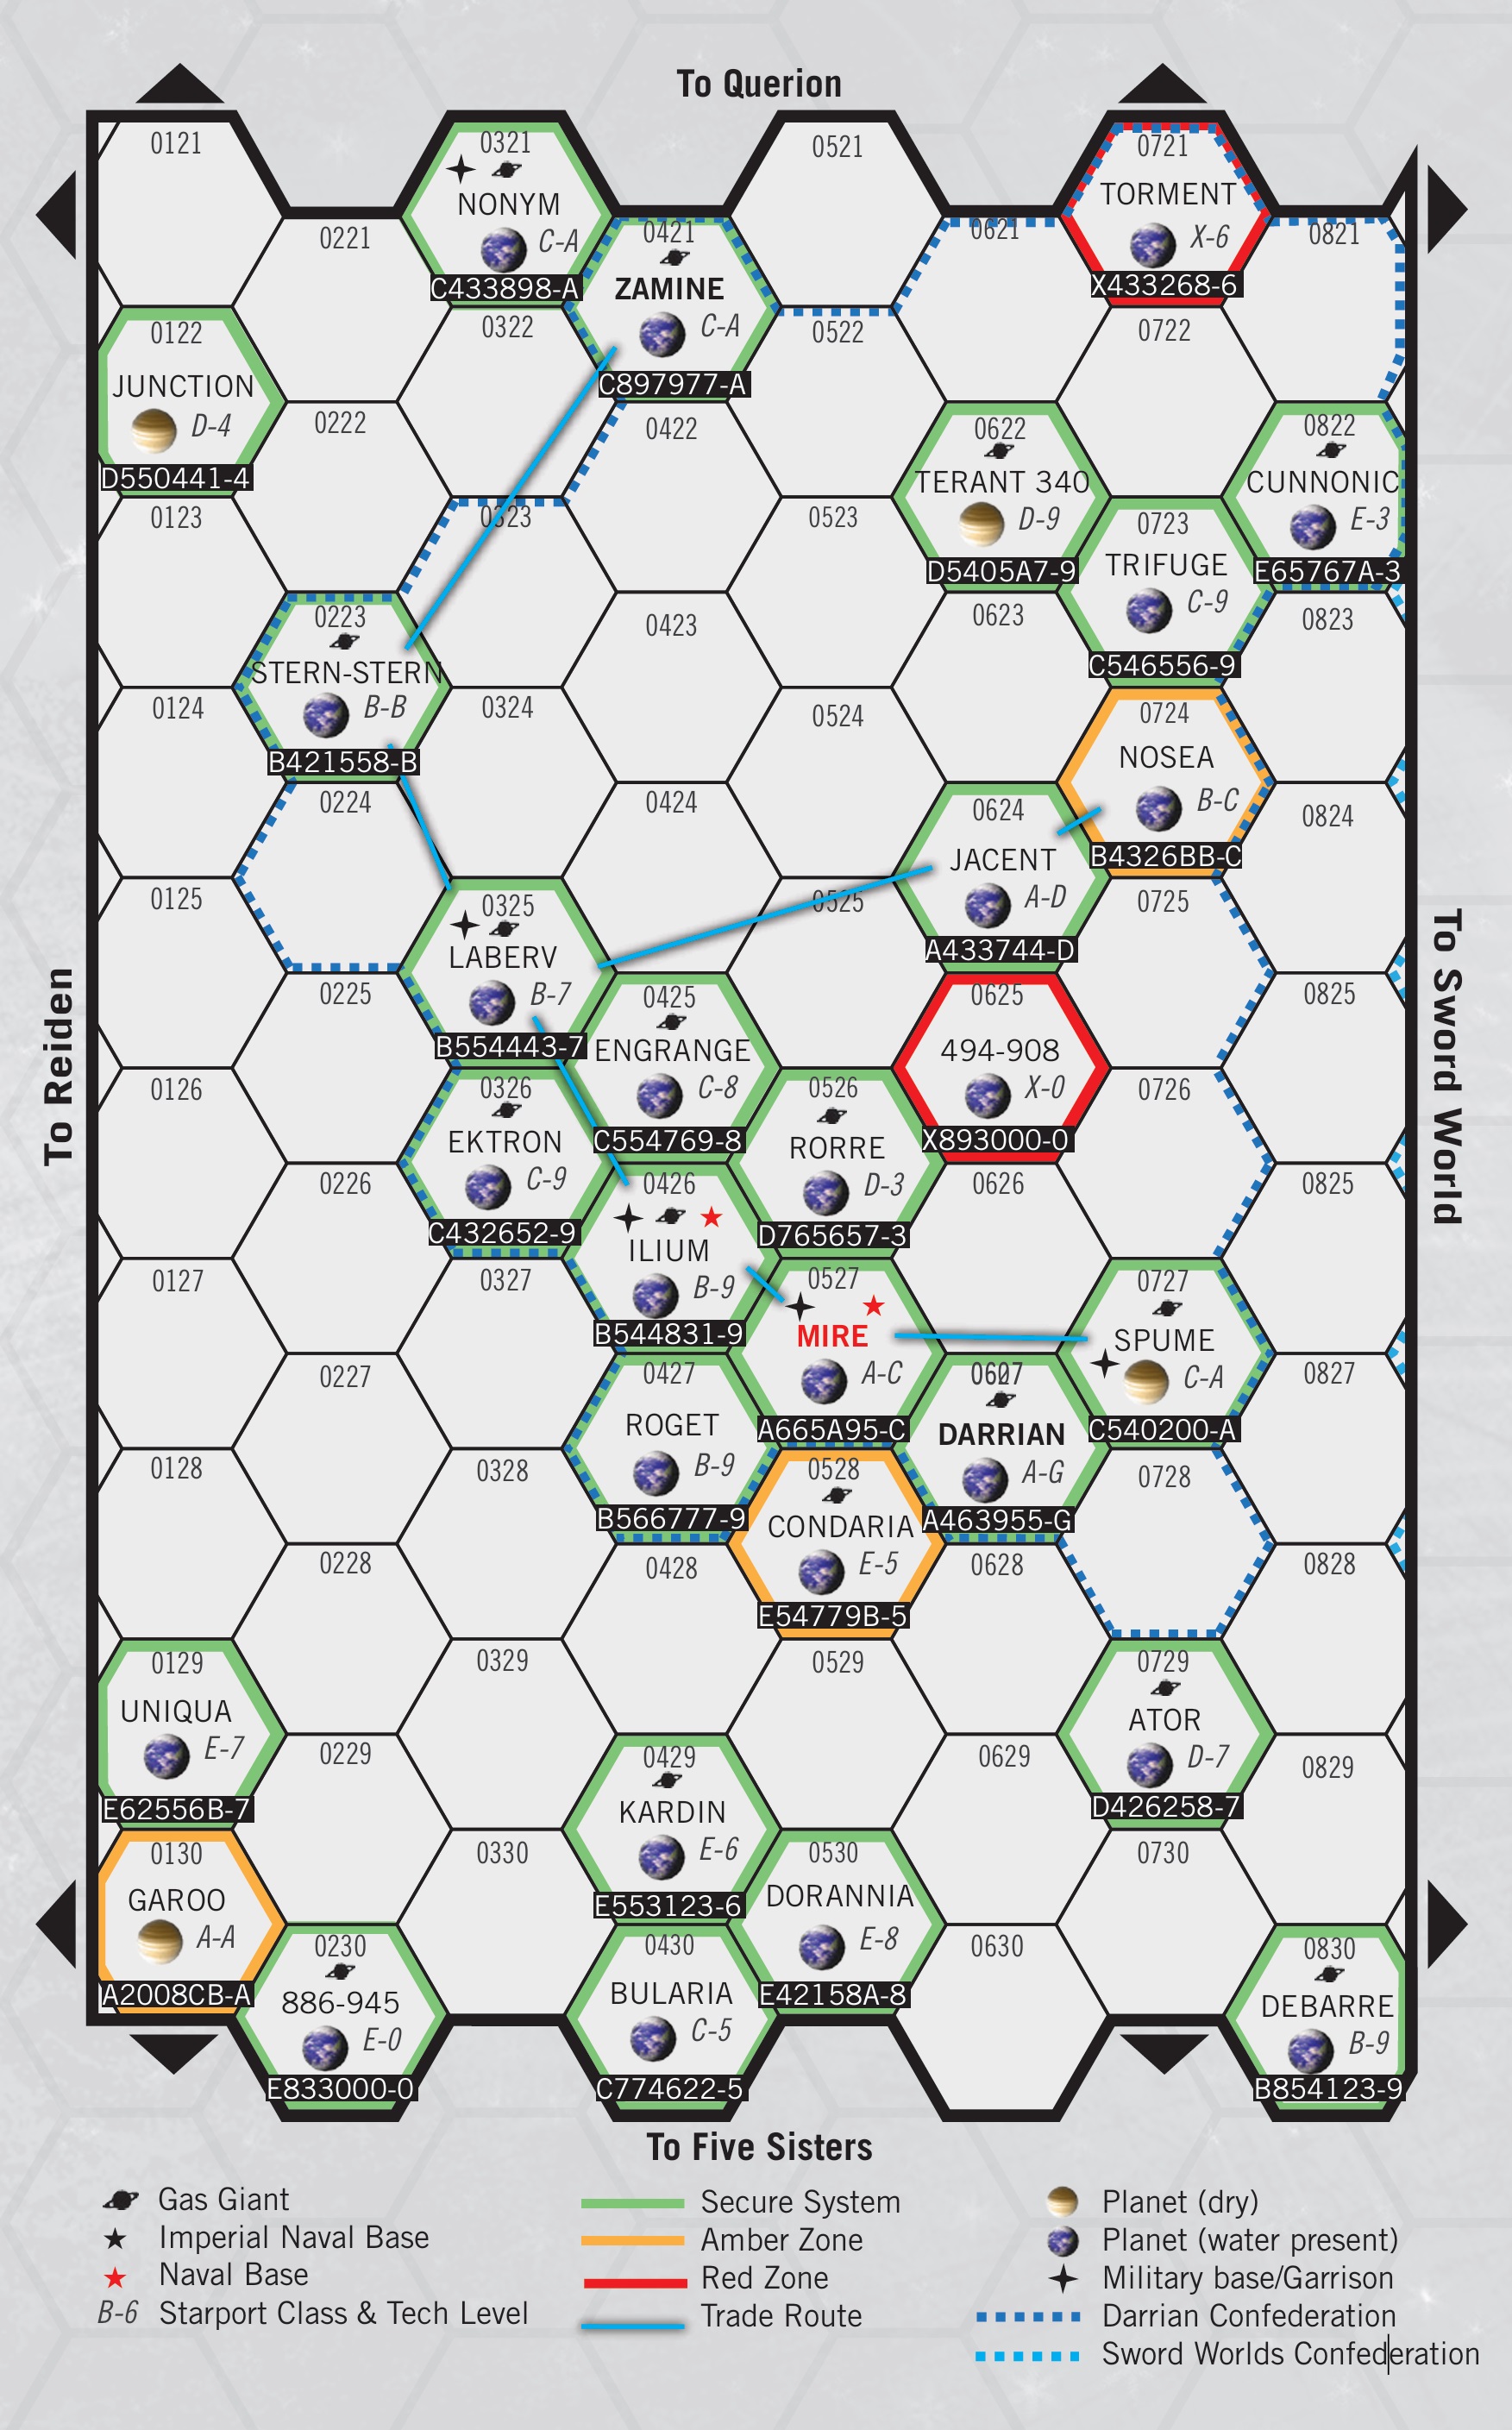 To Querion
0121
0321
0521
0721
NONYM
C-A
C433898-A
TORMENT
X-6
X433268-6
0221
0421
ZAMINE
C-A
C897977-A
0621
0821
0122
JUNCTION
D-4
D550441-4
0322
0522
0722
0222
0422
0622
TERANT 340
D-9
D5405A7-9
0822
CUNNONIC
E-3
E65767A-3
0123
0323
0523
0723
TRIFUGE
C-9
C546556-9
0223
STERN-STERN
B-B
B421558-B
0423
0623
0823
0124
0324
0524
0724
NOSEA
B-C
B4326BB-C
0224
0424
0624
JACENT
A-D
A433744-D
0824
0125
0325
LABERV
B-7
B554443-7
0525
0725
0225
0425
ENGRANGE
C-8
C554769-8
0625
494-908
X-0
X893000-0
0825
0126
0326
EKTRON
C-9
C432652-9
0526
RORRE
D-3
D765657-3
0726
0226
0426
ILIUM
B-9
B544831-9
0626
0825
0127
0327
0527
MIRE
A-C
A665A95-C
0727
SPUME
C-A
C540200-A
0227
0427
ROGET
B-9
B566777-9
DARRIAN
A-G
A463955-G
0827
0128
0328
0528
CONDARIA
E-5
E54779B-5
0728
0228
0428
0628
0828
0129
UNIQUA
E-7
E62556B-7
0329
0529
0729
ATOR
D-7
D426258-7
0229
0429
KARDIN
E-6
E553123-6
0629
0829
0130
GAROO
A-A
A2008CB-A
0330
0530
DORANNIA
E-8
E42158A-8
0730
0230
886-945
E-0
E833000-0
0430
BULARIA
C-5
C774622-5
0630
0830
DEBARRE
B-9
B854123-9
To Reiden
To Sword World
To Five Sisters
Gas Giant
Imperial Naval Base
Naval Base
B-6 Starport Class & Tech Level
Secure System
Amber Zone
Red Zone
Trade Route
Planet (dry)
Planet (water present)
Military base/Garrison
Darrian Confederation
Sword Worlds Confederation